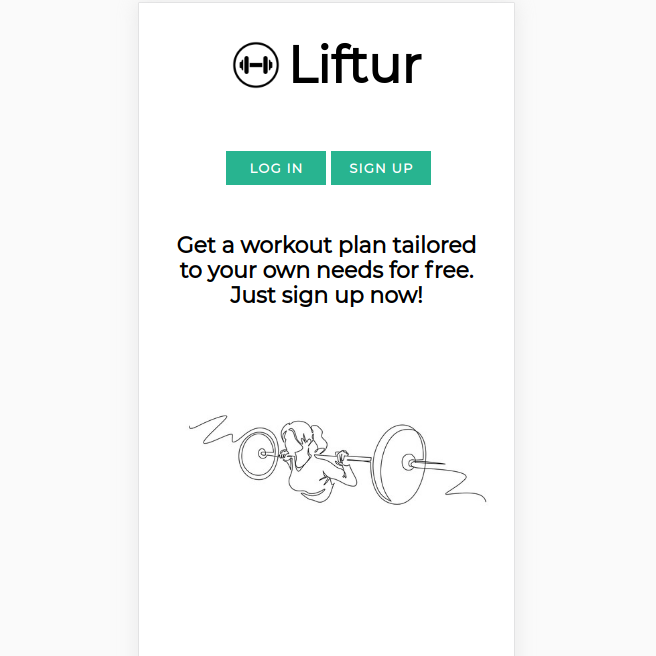 Liftur
LOG IN SIGN UP
Get a workout plan tailored
to your own needs for free.
Just sign up now!